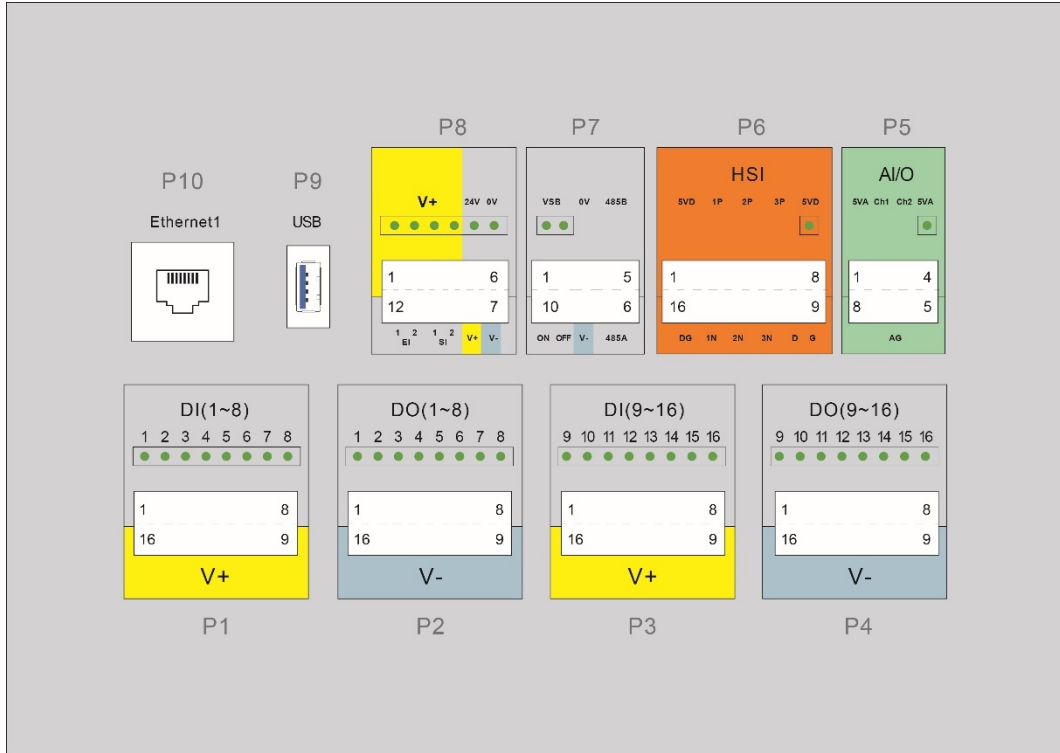 P8 P7 P6 P5
P10 P9
HSI AI/O
V+ 24V 0V VSB 0V 485B 5VD 1P 2P 3P 5VD 5VA Ch1 Ch2 5VA
Ethernet1 USB
1 6 1 5 1 8 1 4
12 7 10 6 16 9 8 5
1 2 1 2 V+ V- ON OFF V- 485A DG 1N 2N 3N D G AG
EI SI
DI(1~8) DO(1~8) DI(9~16) DO(9~16)
1 2 3 4 5 6 7 8 1 2 3 4 5 6 7 8 9 10 11 12 13 14 15 16 9 10 11 12 13 14 15 16
1 8 1 8 1 8 1 8
16 9 16 9 16 9 16 9
V+ V- V+ V-
P1 P2 P3 P4